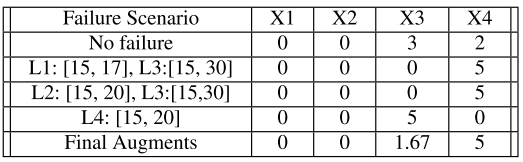 Failure Scenario X1 X2 X3 X4
No failure 0 0 3 2
L1: [15, 17], L3:[15, 30] 0 0 0 5
L2: [15, 20], L3:[15,30] 0 0 0 5
L4: [15, 20] 0 0 5 0
Final Augments 0 0 1.67 5